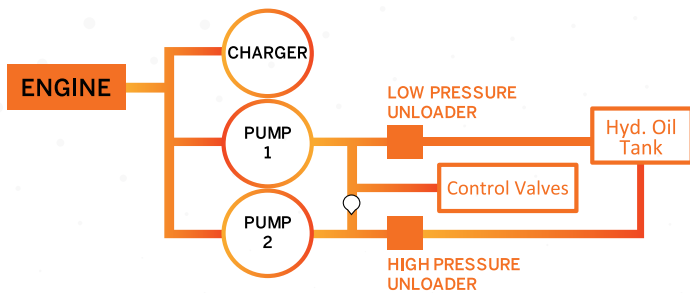 CHARGER
ENGINE
PUMP
1
LOW PRESSURE
UNLOADER
Hyd. Oil
Tank
Control Valves
PUMP
2
HIGH PRESSURE
UNLOADER